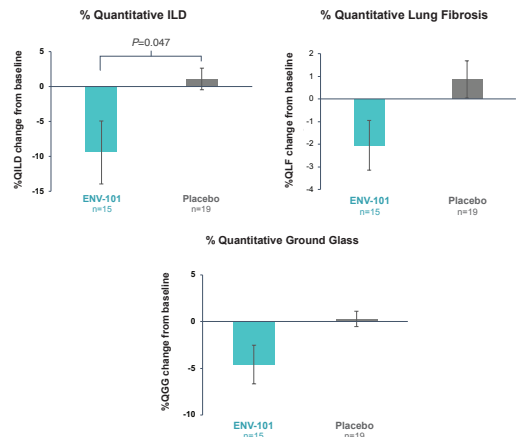 % Quantitative ILD
P=0.047
%QILD change from baseline
5
0
-5
-10
-15
ENV-101
n=15
Placebo
n=19
% Quantitative Lung Fibrosis
%QLF change from baseline
2
1
0
-1
-2
-3
-4
ENV-101
n=15
Placebo
n=19
% Quantitative Ground Glass
%QGG change from baseline
5
0
-5
-10
ENV-101
n=15
Placebo
n=19